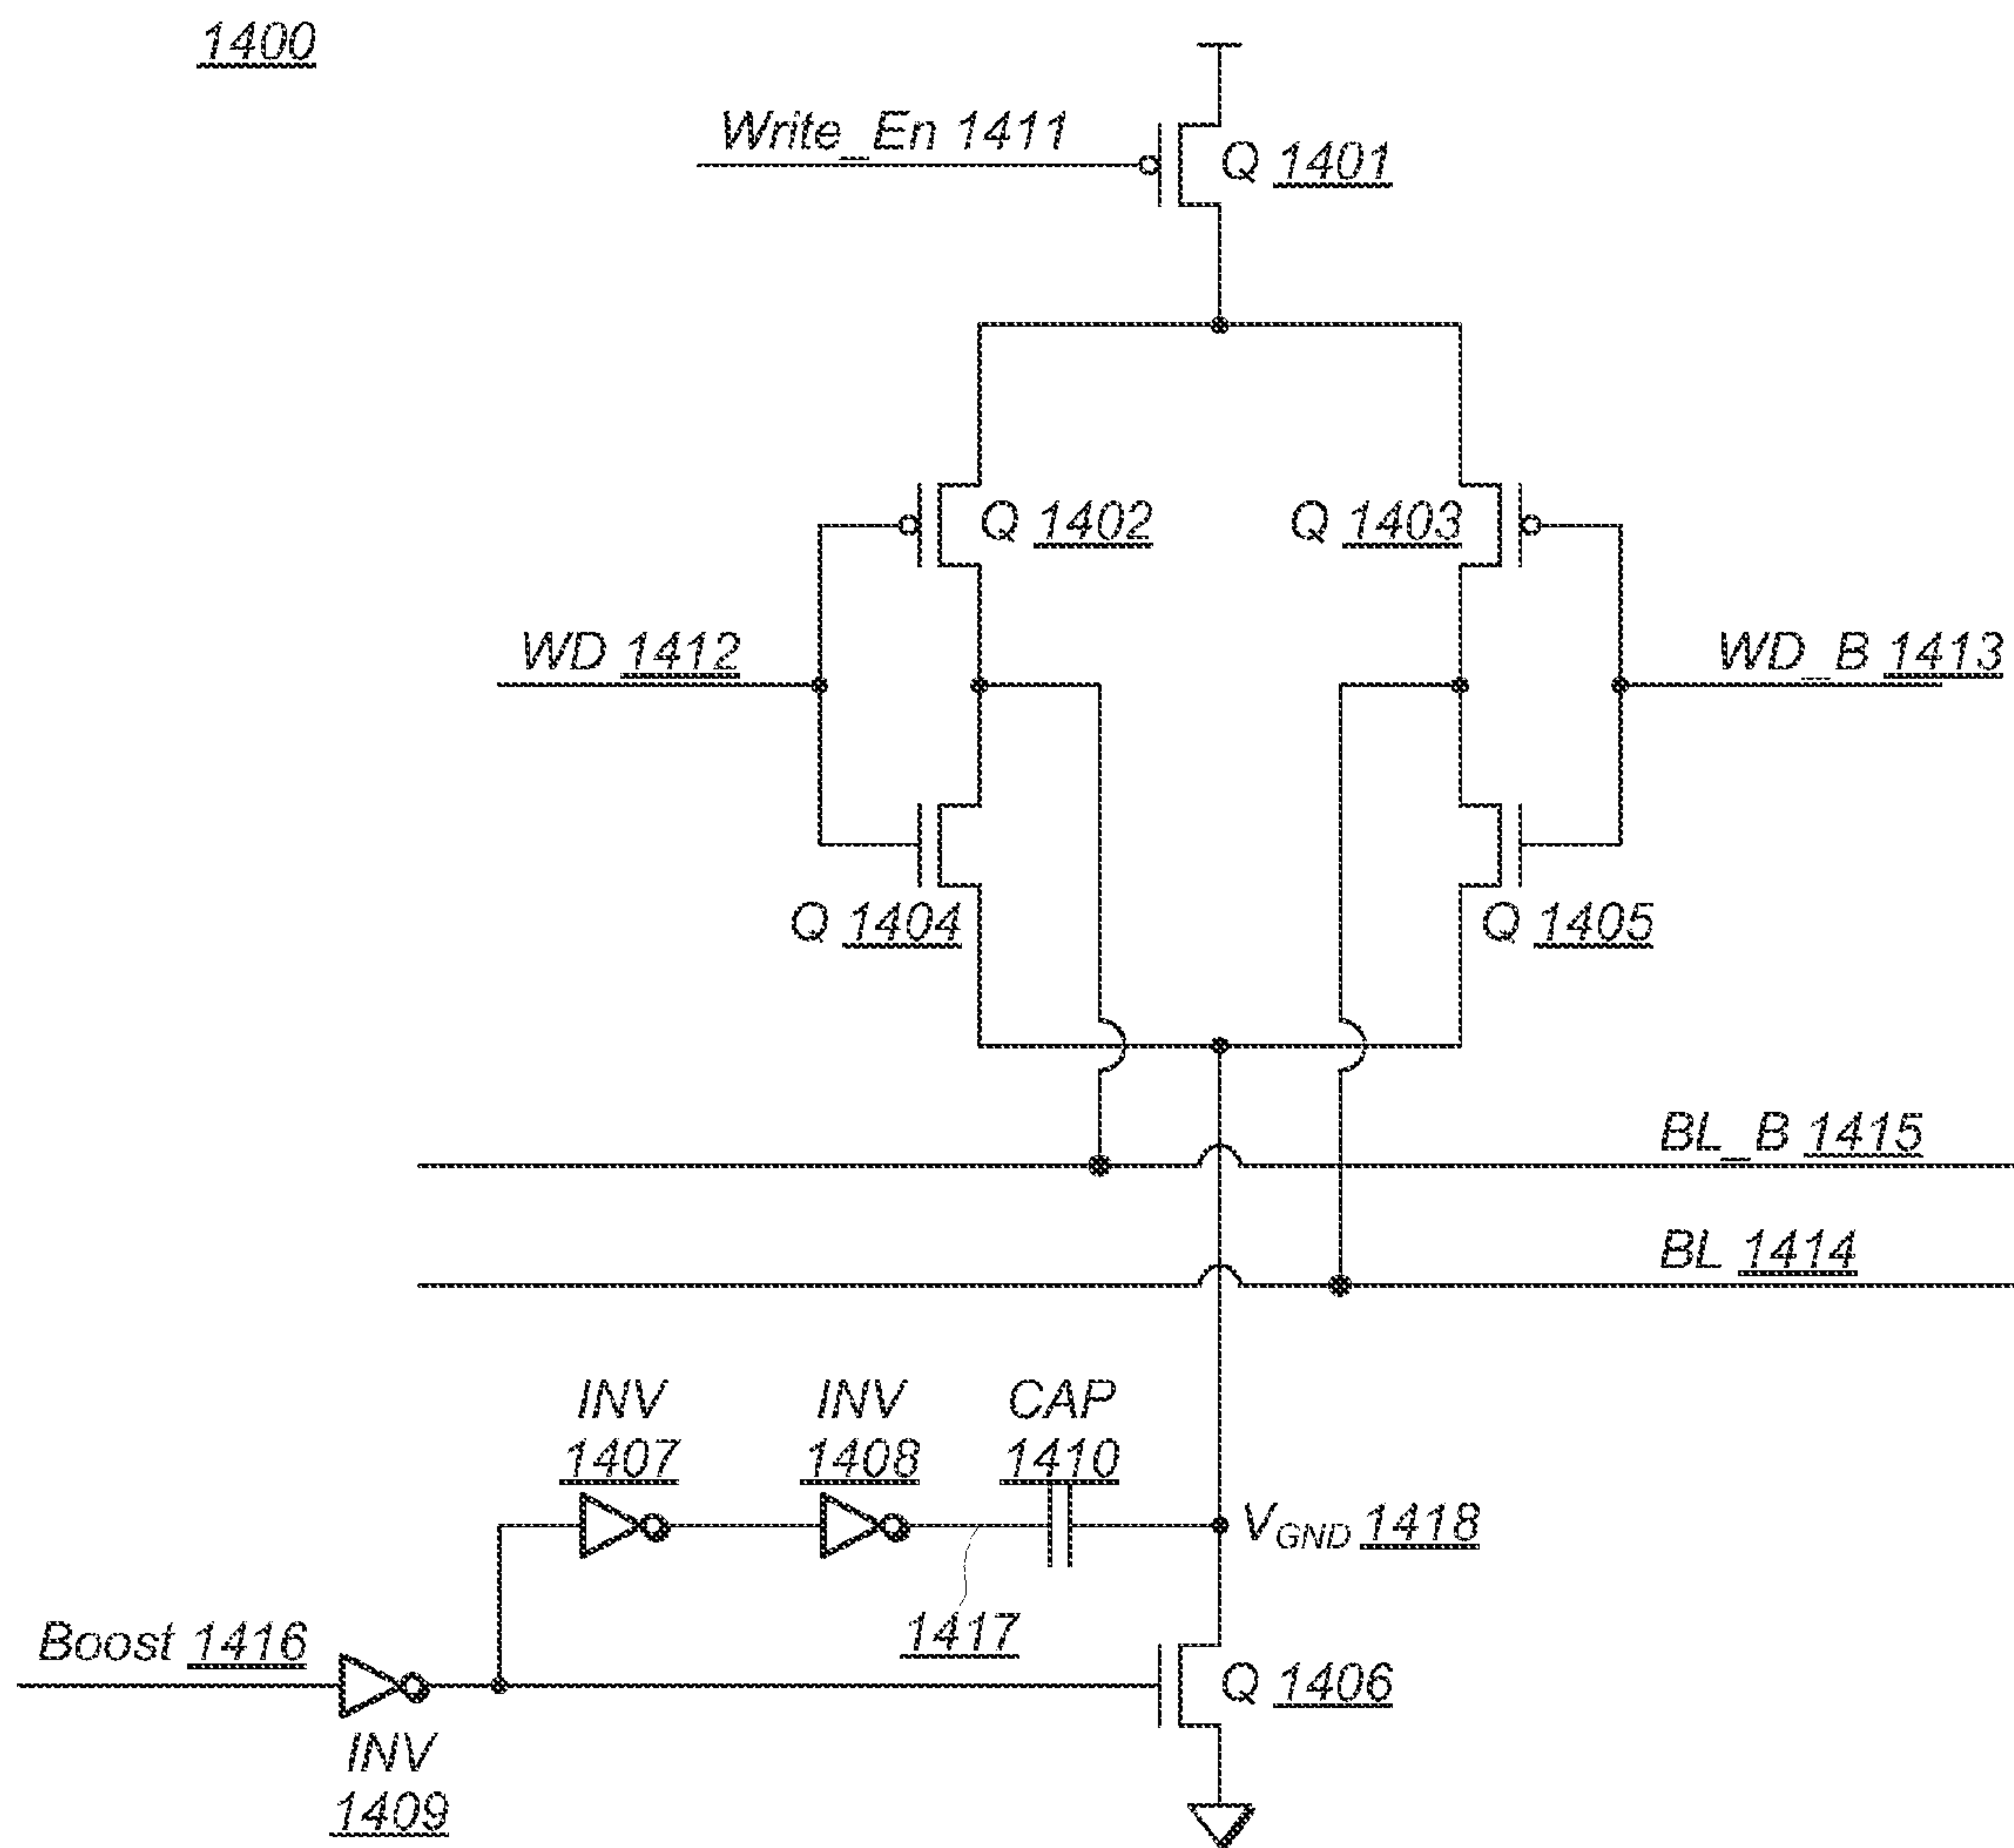 1400
Write_En 1411
Q 1401
Q 1402
Q 1403
WD 1412
WD_B 1413
Q 1404
Q 1405
BL_B 1415
BL 1414
INV
1407
INV
1408
CAP
1410
VGND 1418
1417
Boost 1416
Q 1406
INV
1409